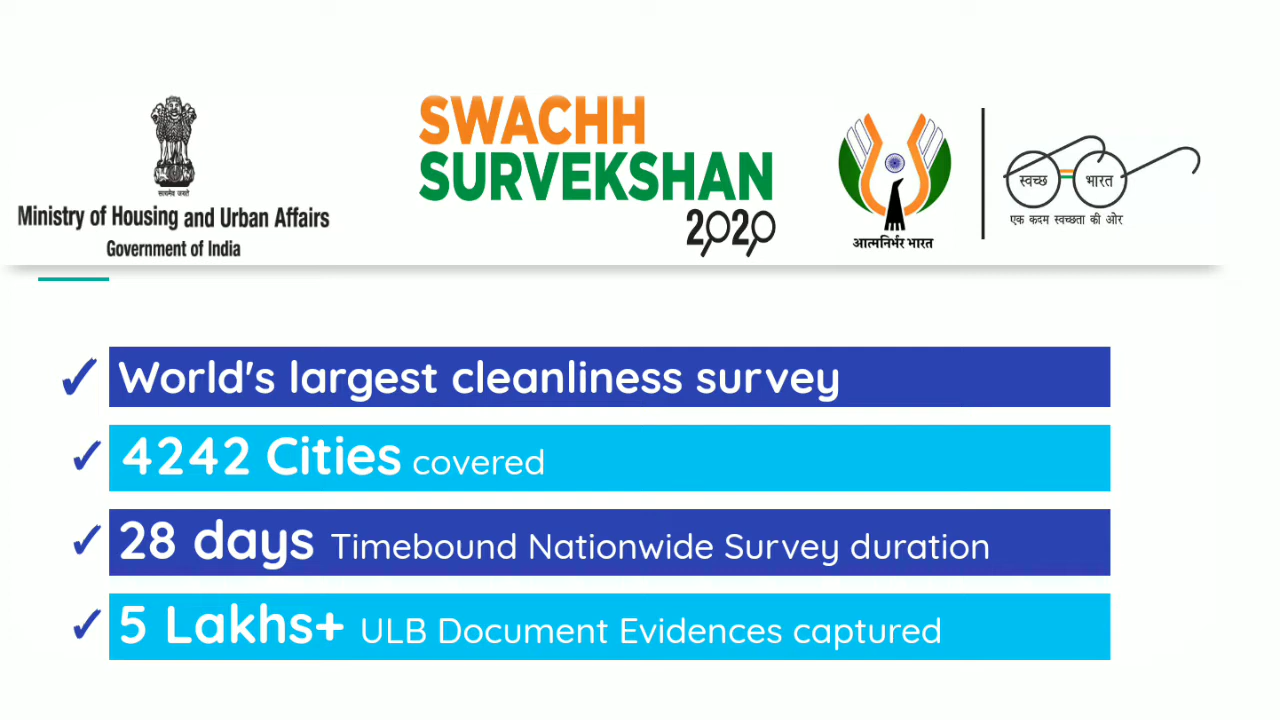 सत्यमेव जयते
Ministry of Housing and Urban Affairs
Government of India
SWACHH
SURVEKSHAN
2020
आत्मनिर्भर भारत
स्वच्छ भारत
एक कदम स्वच्छता की ओर
✓ World's largest cleanliness survey
✓ 4242 Cities covered
✓ 28 days Timebound Nationwide Survey duration
✓ 5 Lakhs+ ULB Document Evidences captured